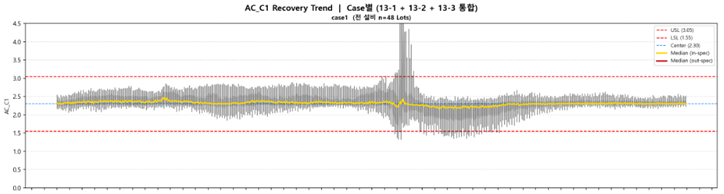 AC_C1 Recovery Trend | Case별 (13-1 + 13-2 + 13-3 통합)
case1 (전 설비 n=48 Lots)
USL (3.05)
LSL (1.55)
Center (2.30)
Median (in-spec)
Median (out-spec)
AC_C1
4.5
4.0
3.5
3.0
2.5
2.0
1.5
1.0
0.5
0.0